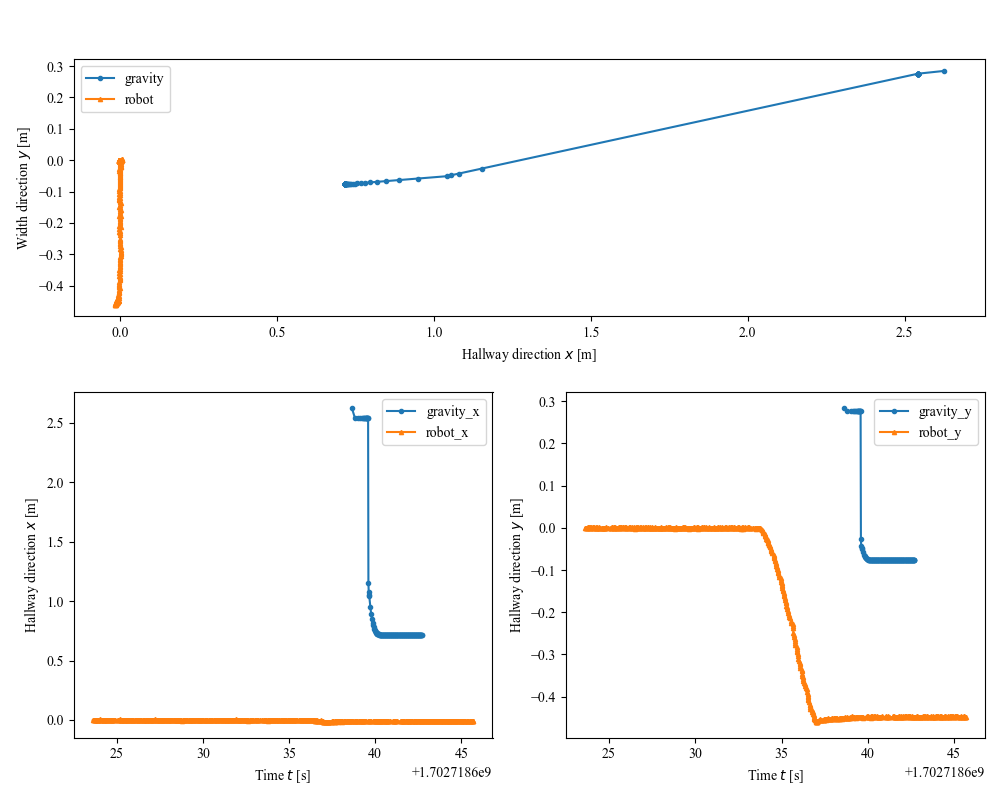 gravity
robot
0.3
0.2
0.1
0.0
−0.1
−0.2
−0.3
−0.4
Width direction y [m]
0.0 0.5 1.0 1.5 2.0 2.5
Hallway direction x [m]
gravity_x
robot_x
2.5
2.0
1.5
1.0
0.5
0.0
Hallway direction x [m]
25 30 35 40 45
Time t [s]
+1.7027186e9
gravity_y
robot_y
0.3
0.2
0.1
0.0
−0.1
−0.2
−0.3
−0.4
Hallway direction y [m]
25 30 35 40 45
Time t [s]
+1.7027186e9